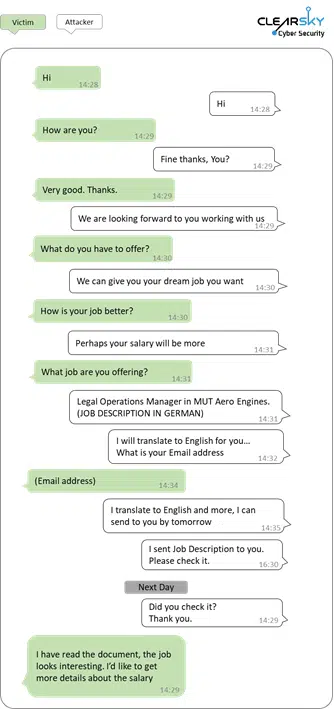 Victim
Attacker
CLEARSKY
Cyber Security
Hi
14:28
Hi
14:28
How are you?
14:29
Fine thanks, You?
14:29
Very good. Thanks.
14:29
We are looking forward to you working with us
14:29
What do you have to offer?
14:30
We can give you your dream job you want
14:30
How is your job better?
14:30
Perhaps your salary will be more
14:31
What job are you offering?
14:31
Legal Operations Manager in MUT Aero Engines.
(JOB DESCRIPTION IN GERMAN)
14:31
I will translate to English for you...
What is your Email address
14:32
(Email address)
14:34
I translate to English and more, I can
send to you by tomorrow
14:35
I sent Job Description to you.
Please check it.
16:30
Next Day
Did you check it?
Thank you.
14:29
I have read the document, the job
looks interesting. I'd like to get
more details about the salary
14:29